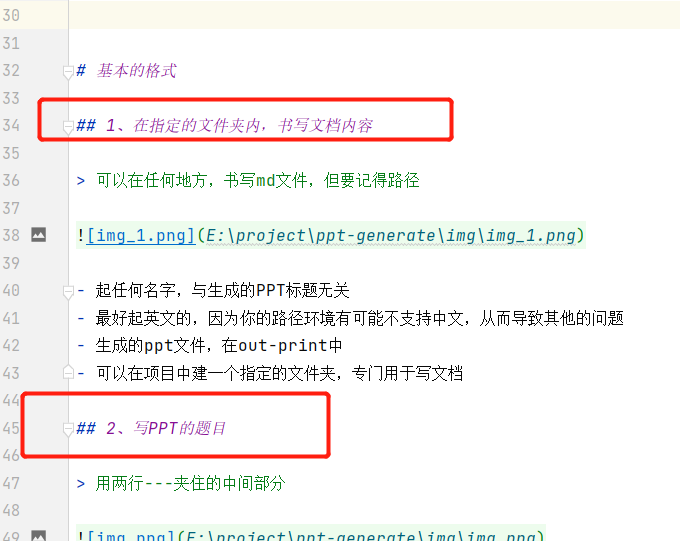 30
31
32 # 基本的格式
33
34 ## 1、在指定的文件夹内，书写文档内容
35
36 > 可以在任何地方，书写md文件，但要记得路径
37
38 ![img_1.png](E:\project\ppt-generate\img\img_1.png)
39
40 - 起任何名字，与生成的PPT标题无关
41 - 最好起英文的，因为你的路径环境有可能不支持中文，从而导致其他的问题
42 - 生成的ppt文件，在out-print中
43 - 可以在项目中建一个指定的文件夹，专门用于写文档
44
45 ## 2、写PPT的题目
46
47 > 用两行---夹住的中间部分
48
49 ![img.png](E:\project\ppt-generate\img\img.png)